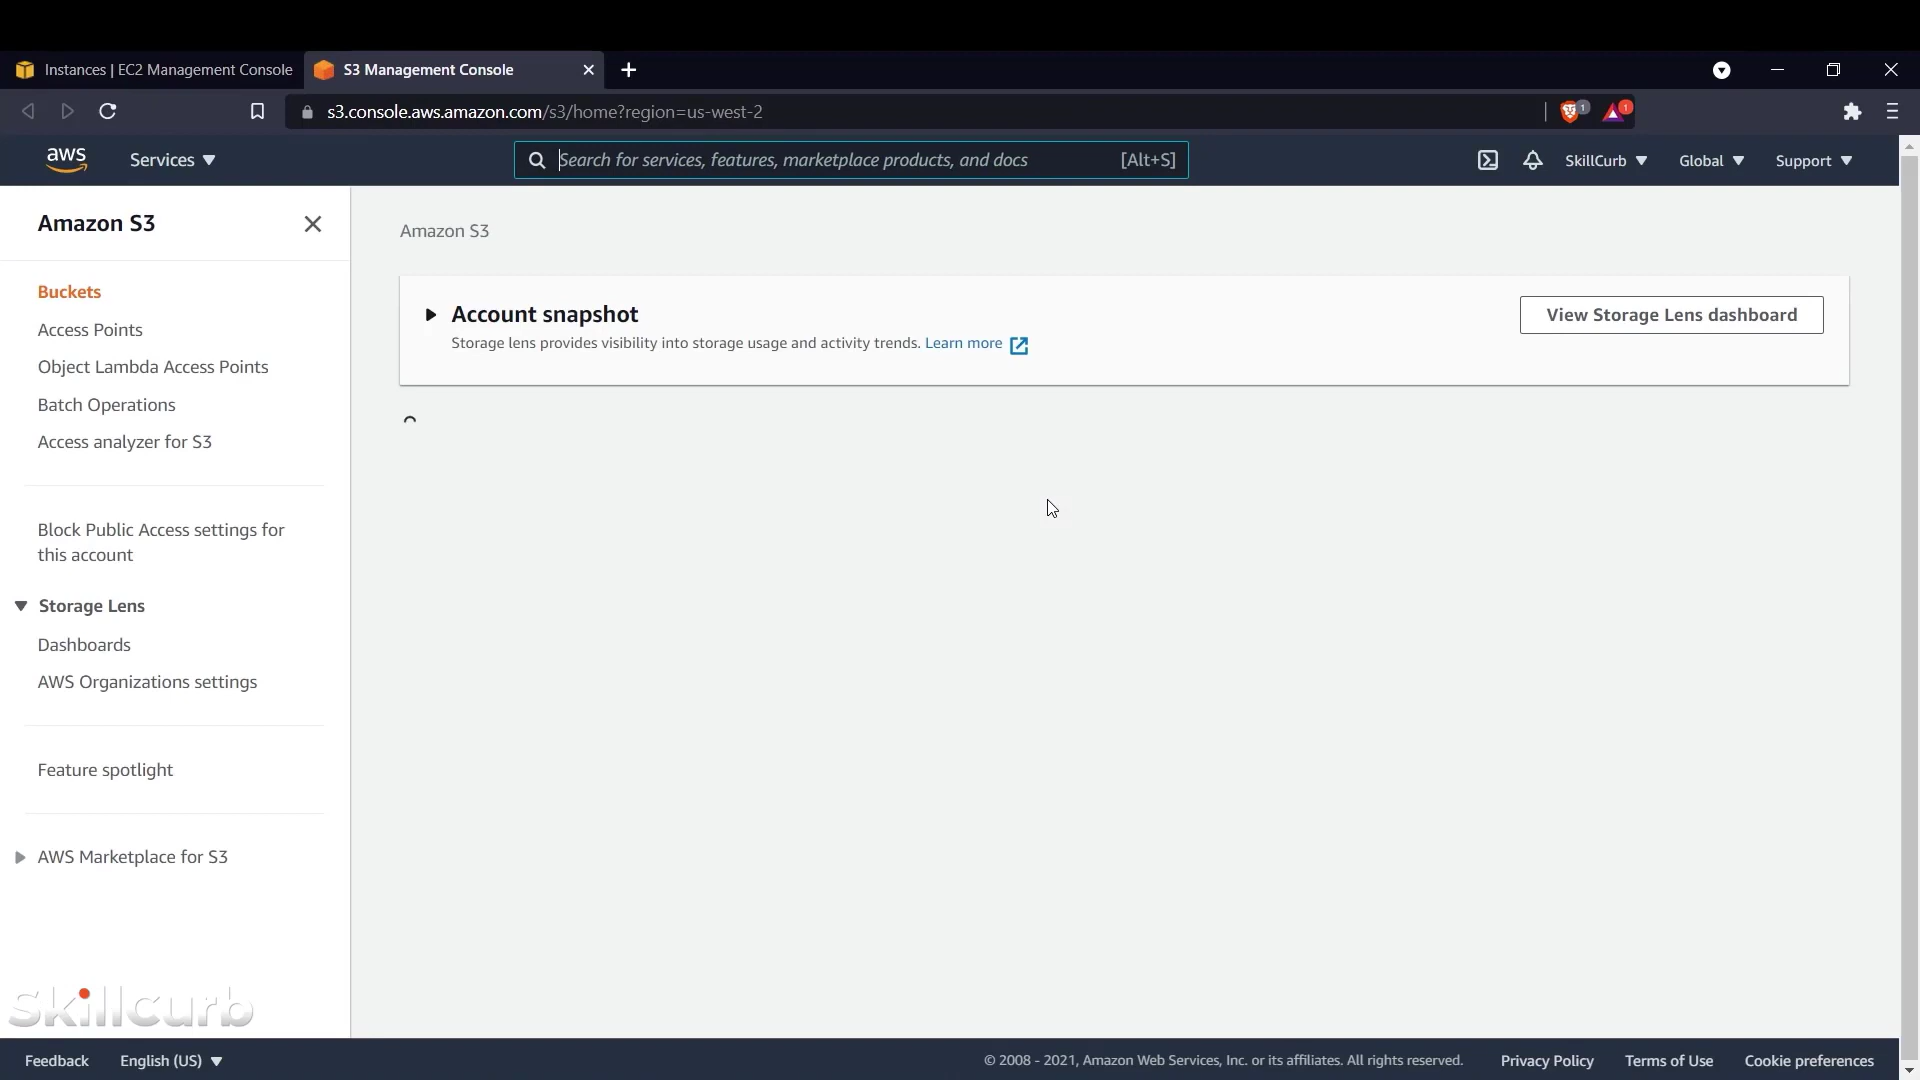 Instances | EC2 Management Console
S3 Management Console
s3.console.aws.amazon.com/s3/home?region=us-west-2
1
1
aws
Services
Search for services, features, marketplace products, and docs
[Alt+S]
SkillCurb
Global
Support
Amazon S3
Buckets
Access Points
Object Lambda Access Points
Batch Operations
Access analyzer for S3
Block Public Access settings for
this account
Storage Lens
Dashboards
AWS Organizations settings
Feature spotlight
AWS Marketplace for S3
Amazon S3
Account snapshot
Storage lens provides visibility into storage usage and activity trends. Learn more
View Storage Lens dashboard
Skillcurb
Feedback
English (US)
© 2008 - 2021, Amazon Web Services, Inc. or its affiliates. All rights reserved.
Privacy Policy
Terms of Use
Cookie preferences